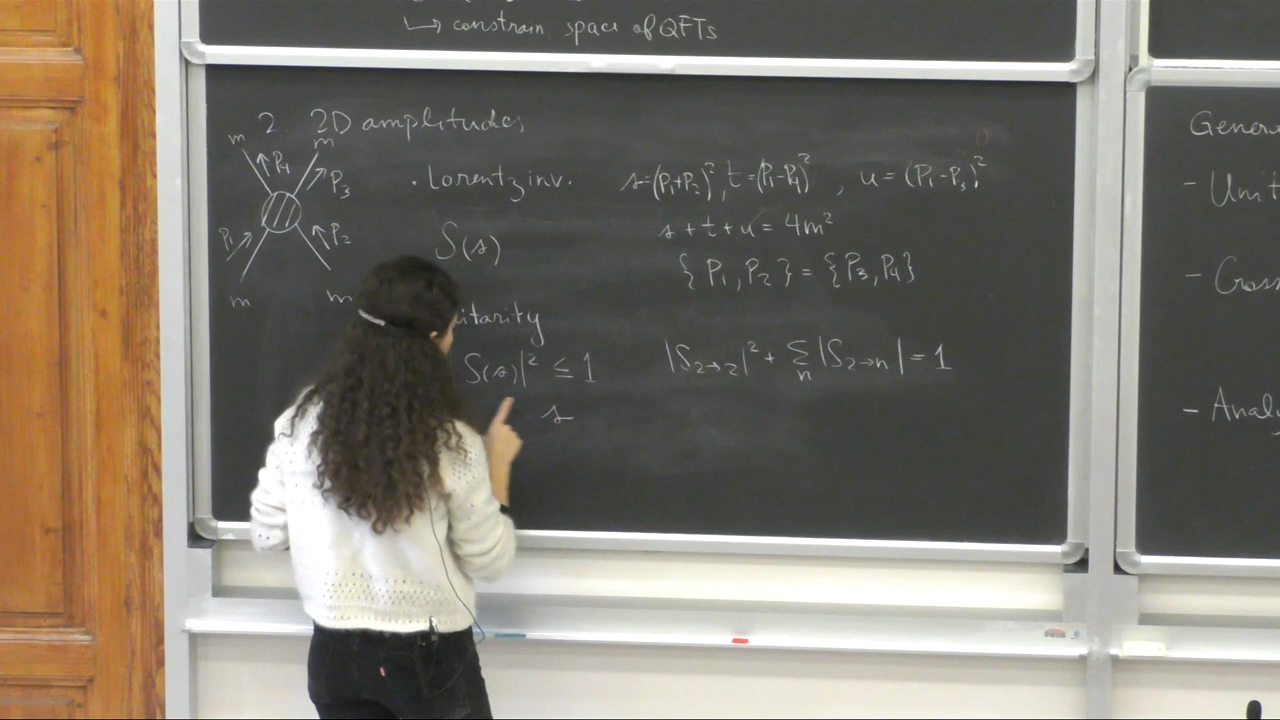 ↳ constrain space of QFTs
2. 2D amplitudes
m m
P4 P3
P1 P2
m m
· Lorentz inv. s=(p1+p2)², t=(P1-P4)², u=(P1-P3)²
s+t+u=4m²
S(s)
{P1,P2}={P3,P4}
itarity
S(s)|² ≤ 1 |S2→2|² + Σn |S2→n| = 1
s
Gener
- Unit
- Cross
- Analy